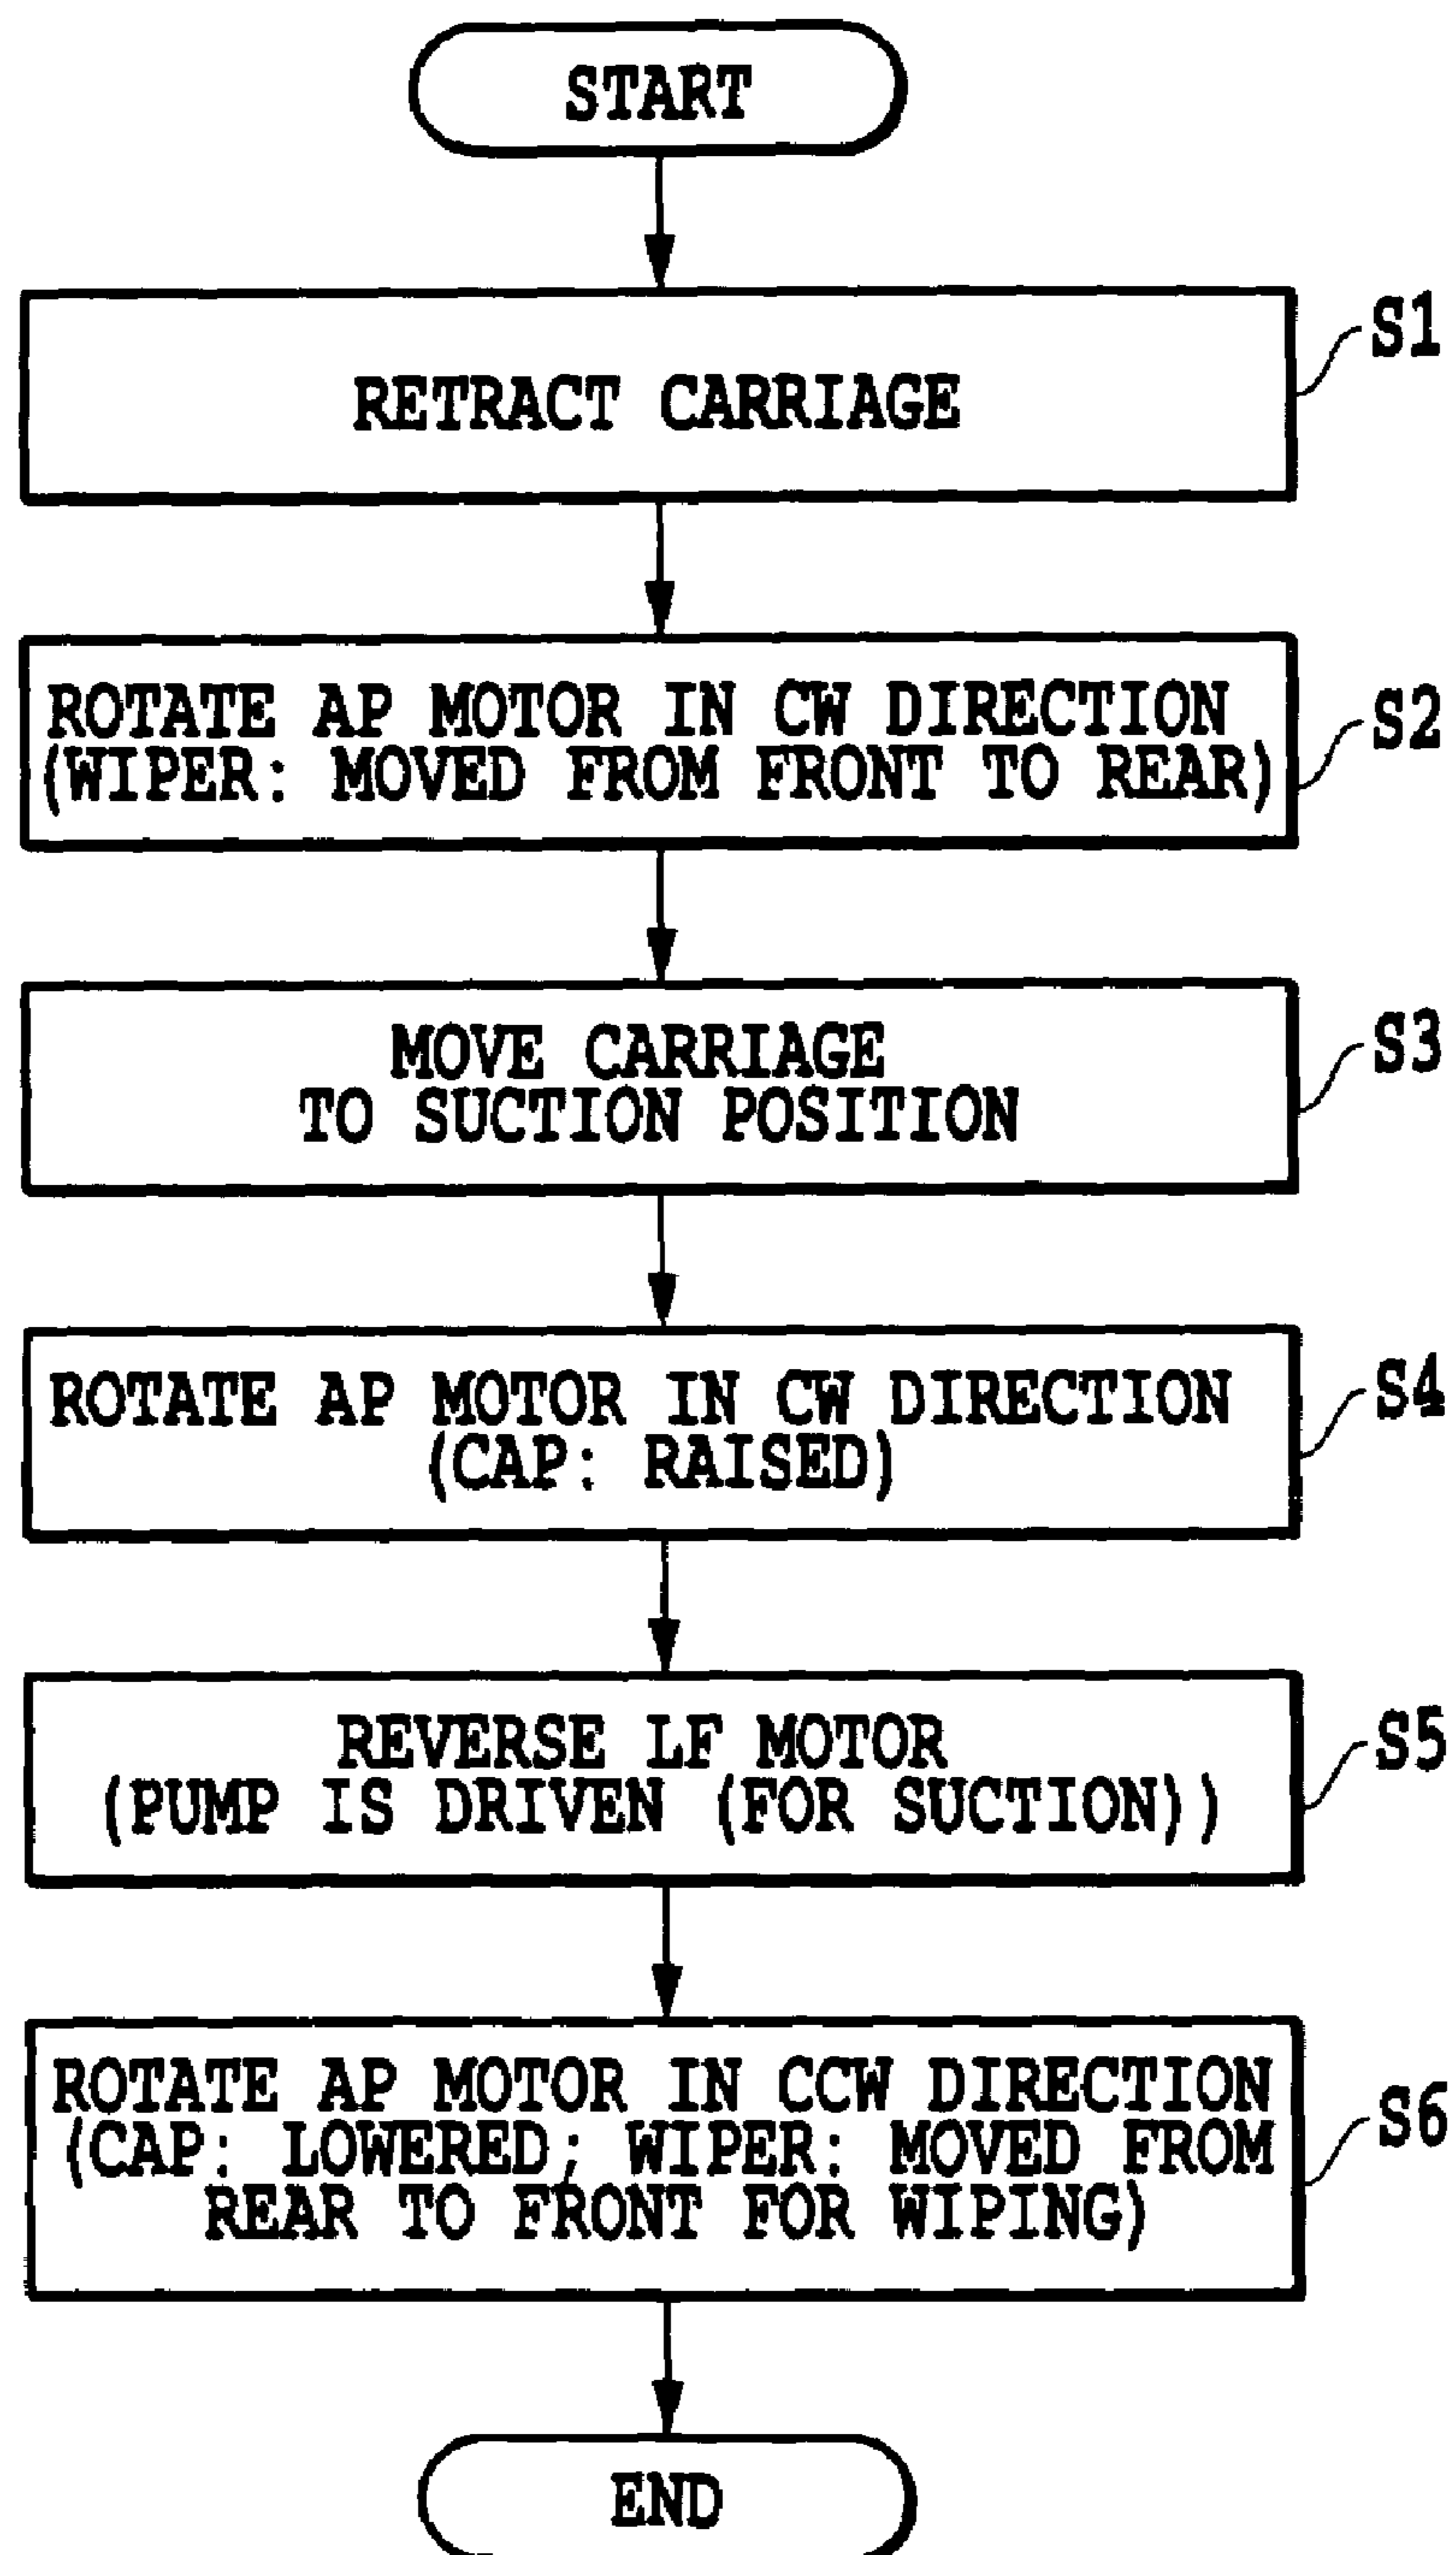 START
RETRACT CARRIAGE
S1
ROTATE AP MOTOR IN CW DIRECTION
(WIPER: MOVED FROM FRONT TO REAR)
S2
MOVE CARRIAGE
TO SUCTION POSITION
S3
ROTATE AP MOTOR IN CW DIRECTION
(CAP: RAISED)
S4
REVERSE LF MOTOR
(PUMP IS DRIVEN (FOR SUCTION))
S5
ROTATE AP MOTOR IN CCW DIRECTION
(CAP: LOWERED; WIPER: MOVED FROM
REAR TO FRONT FOR WIPING)
S6
END